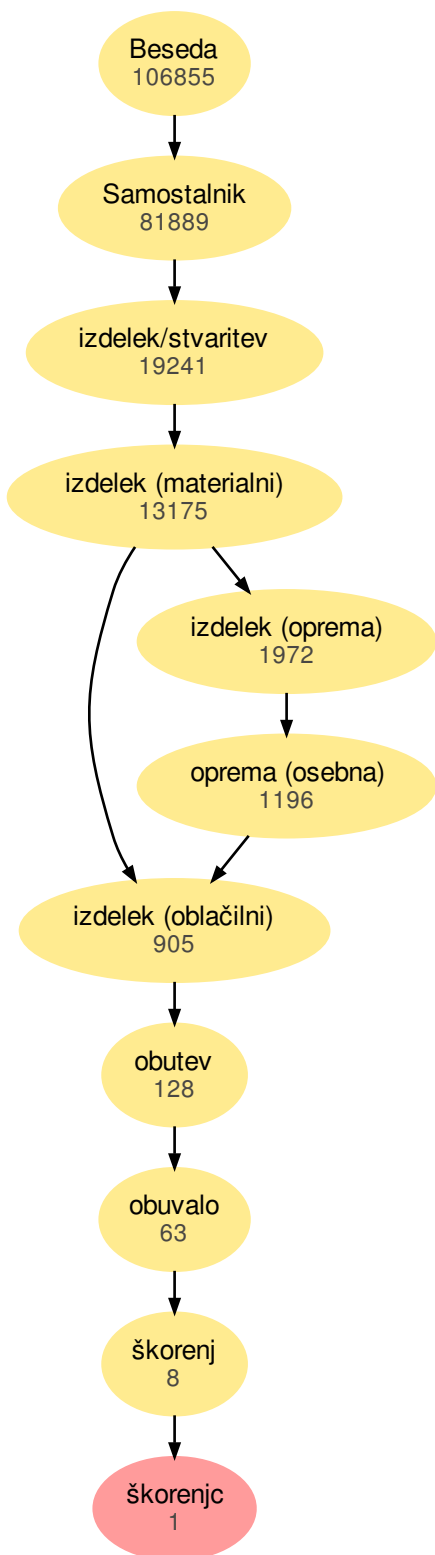 Beseda
106855
Samostalnik
81889
izdelek/stvaritev
19241
izdelek (materialni)
13175
izdelek (oprema)
1972
oprema (osebna)
1196
izdelek (oblačilni)
905
obutev
128
obuvalo
63
škorenj
8
škorenjc
1